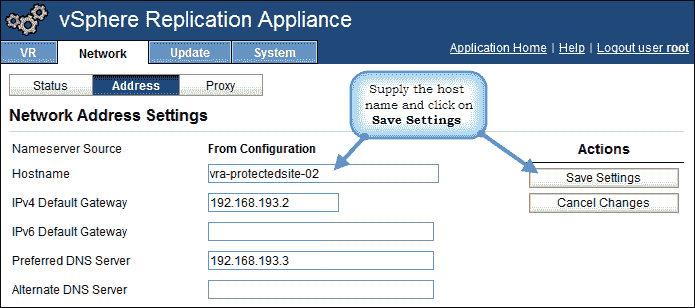 vSphere Replication Appliance
VR Network Update System
Application Home | Help | Logout user root
Status Address Proxy
Supply the host
name and click on
Save Settings
Network Address Settings
Actions
Nameserver Source From Configuration
Hostname vra-protectedsite-02
Save Settings
IPv4 Default Gateway 192.168.193.2
Cancel Changes
IPv6 Default Gateway
Preferred DNS Server 192.168.193.3
Alternate DNS Server